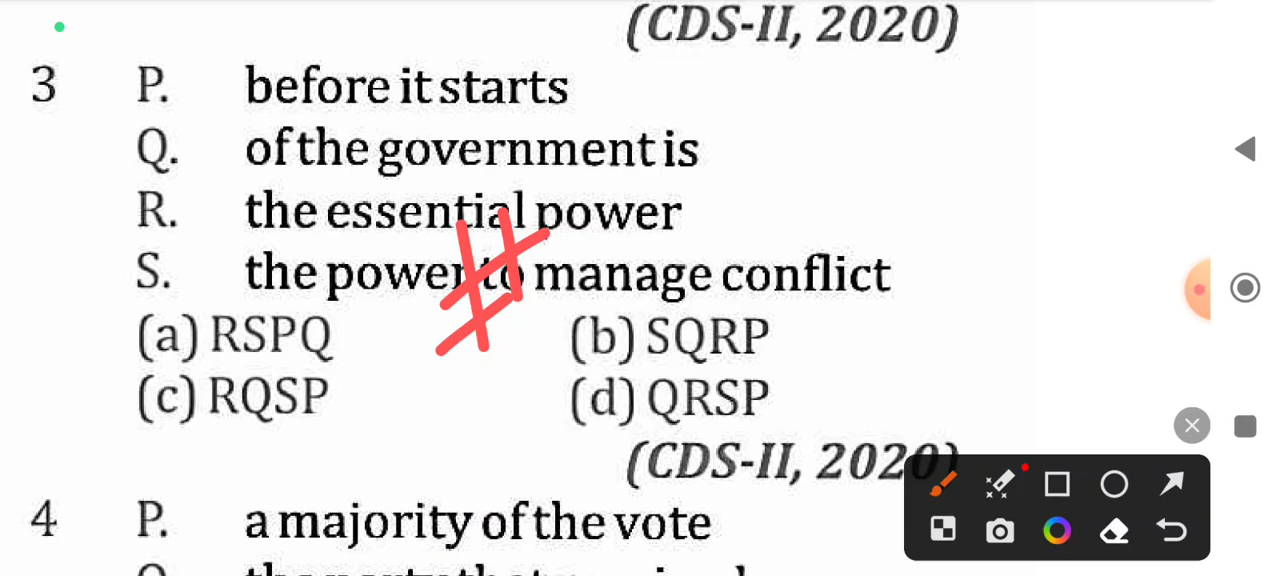 (CDS-II, 2020)
3 P. before it starts
Q. of the government is
R. the essential power
S. the power to manage conflict
(a) RSPQ (b) SQRP
(c) RQSP (d) QRSP
(CDS-II, 2020)
4 P. a majority of the vote